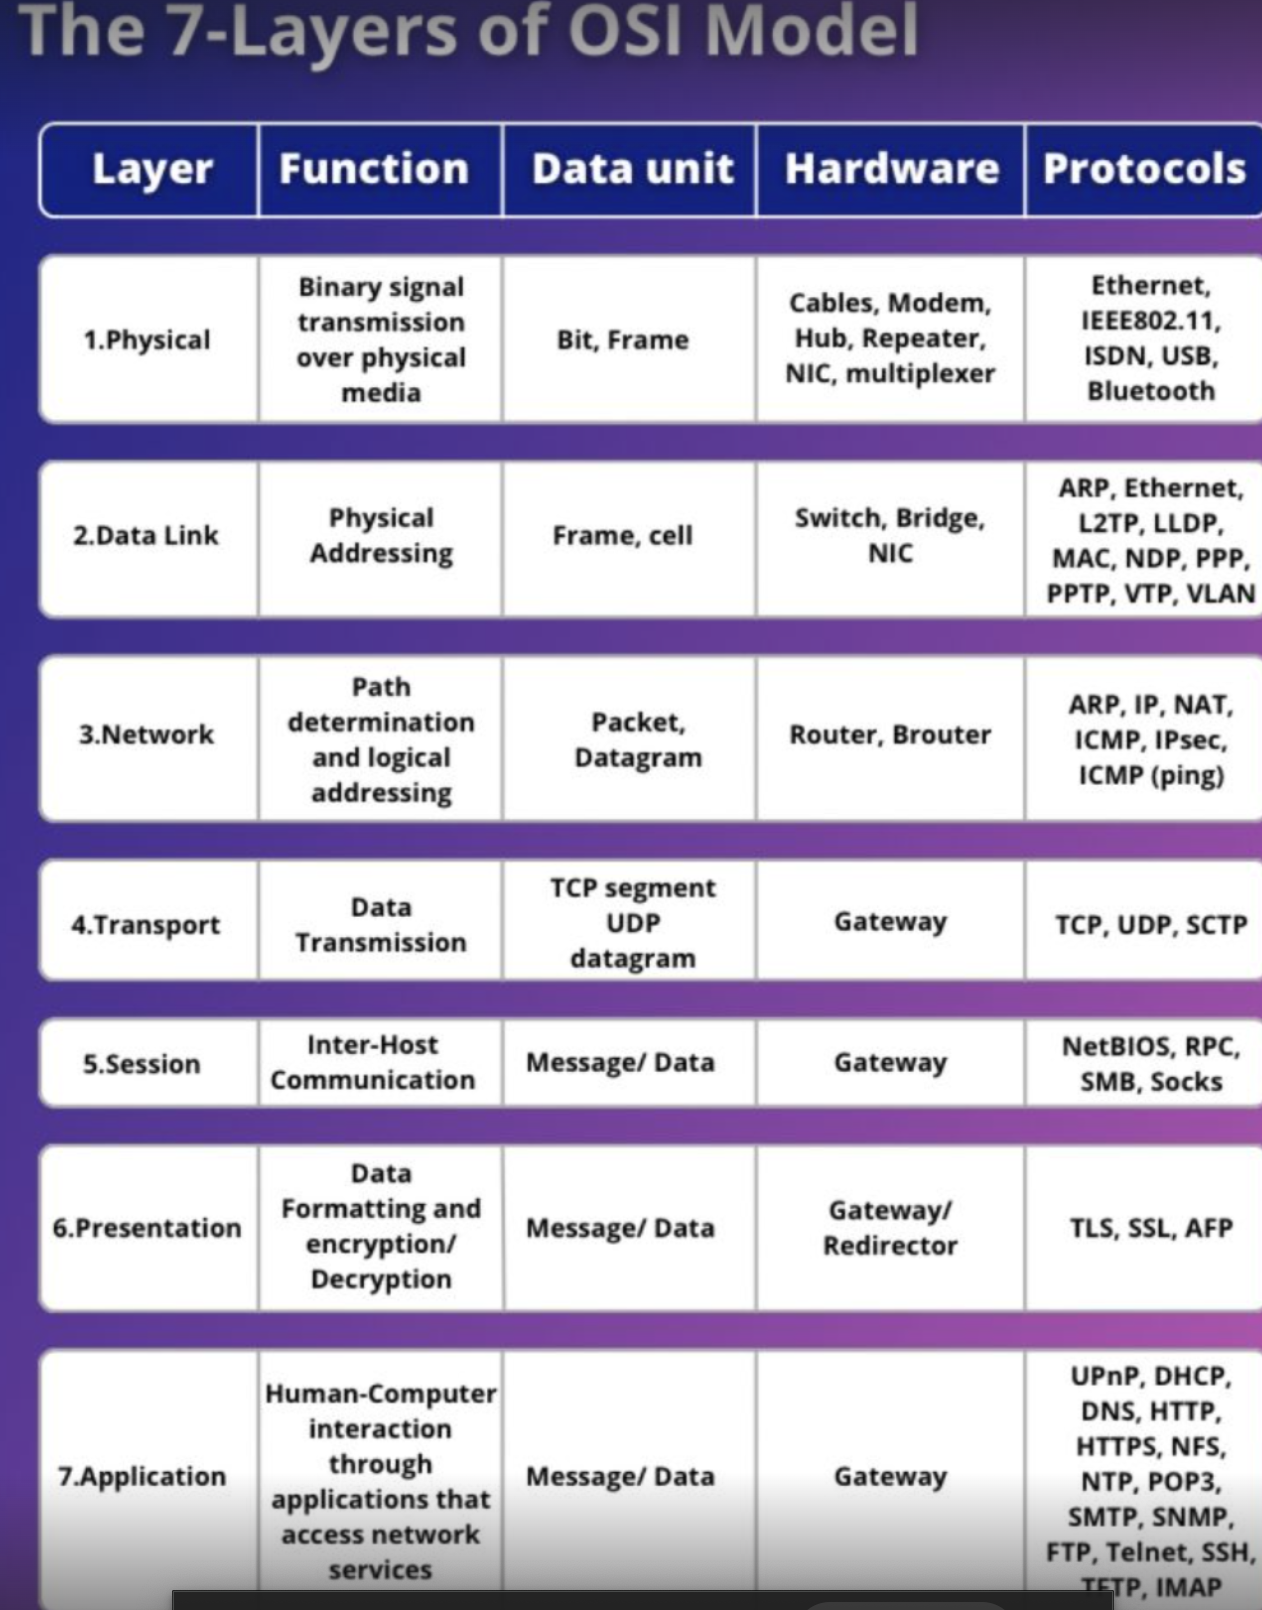 The 7-Layers of OSI Model
Layer
Function
Data unit
Hardware
Protocols
1.Physical
Binary signal
transmission
over physical
media
Bit, Frame
Cables, Modem,
Hub, Repeater,
NIC, multiplexer
Ethernet,
IEEE802.11,
ISDN, USB,
Bluetooth
2.Data Link
Physical
Addressing
Frame, cell
Switch, Bridge,
NIC
ARP, Ethernet,
L2TP, LLDP,
MAC, NDP, PPP,
PPTP, VTP, VLAN
3.Network
Path
determination
and logical
addressing
Packet,
Datagram
Router, Brouter
ARP, IP, NAT,
ICMP, IPsec,
ICMP (ping)
4.Transport
Data
Transmission
TCP segment
UDP
datagram
Gateway
TCP, UDP, SCTP
5.Session
Inter-Host
Communication
Message/ Data
Gateway
NetBIOS, RPC,
SMB, Socks
6.Presentation
Data
Formatting and
encryption/
Decryption
Message/ Data
Gateway/
Redirector
TLS, SSL, AFP
7.Application
Human-Computer
interaction
through
applications that
access network
services
Message/ Data
Gateway
UPnP, DHCP,
DNS, HTTP,
HTTPS, NFS,
NTP, POP3,
SMTP, SNMP,
FTP, Telnet, SSH,
TFTP, IMAP